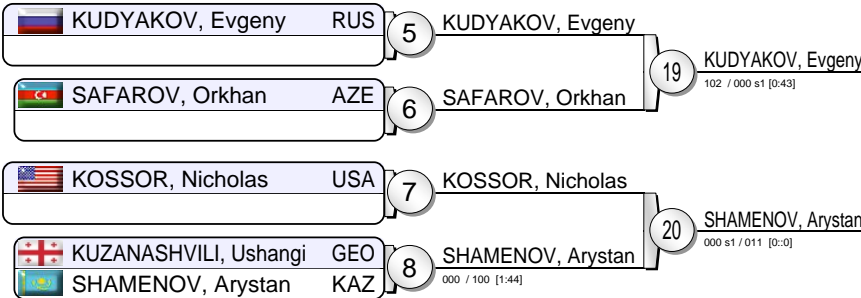 KUDYAKOV, Evgeny RUS
5
KUDYAKOV, Evgeny
19
KUDYAKOV, Evgeny
102 / 000 s1 [0:43]
SAFAROV, Orkhan AZE
6
SAFAROV, Orkhan
KOSSOR, Nicholas USA
7
KOSSOR, Nicholas
20
SHAMENOV, Arystan
000 s1 / 011 [0::0]
KUZANASHVILI, Ushangi GEO
SHAMENOV, Arystan KAZ
8
SHAMENOV, Arystan
000 / 100 [1:44]